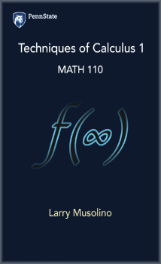 PennState
Techniques of Calculus 1
MATH 110
f(∞)
Larry Musolino